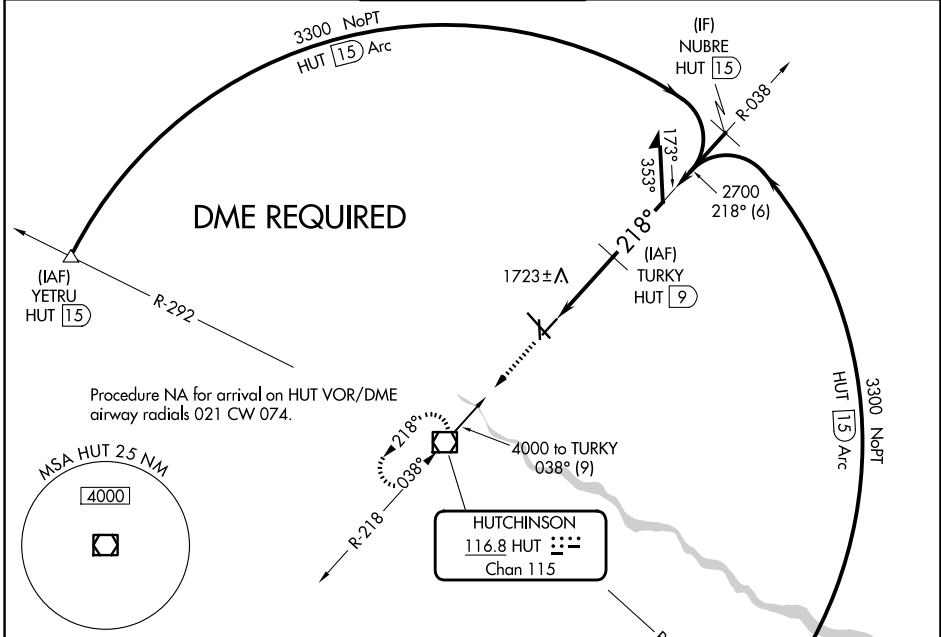 3300 NoPT
HUT 15 Arc
(IF)
NUBRE
HUT 15
R-038
173°
353°
2700
218° (6)
DME REQUIRED
218°
(IAF)
TURKY
HUT 9
1723±
(IAF)
YETRU
HUT 15
R-292
Procedure NA for arrival on HUT VOR/DME
airway radials 021 CW 074.
3300 NoPT
HUT 15 Arc
218°
038°
4000 to TURKY
038° (9)
MSA HUT 25 NM
4000
R-218
HUTCHINSON
116.8 HUT
Chan 115